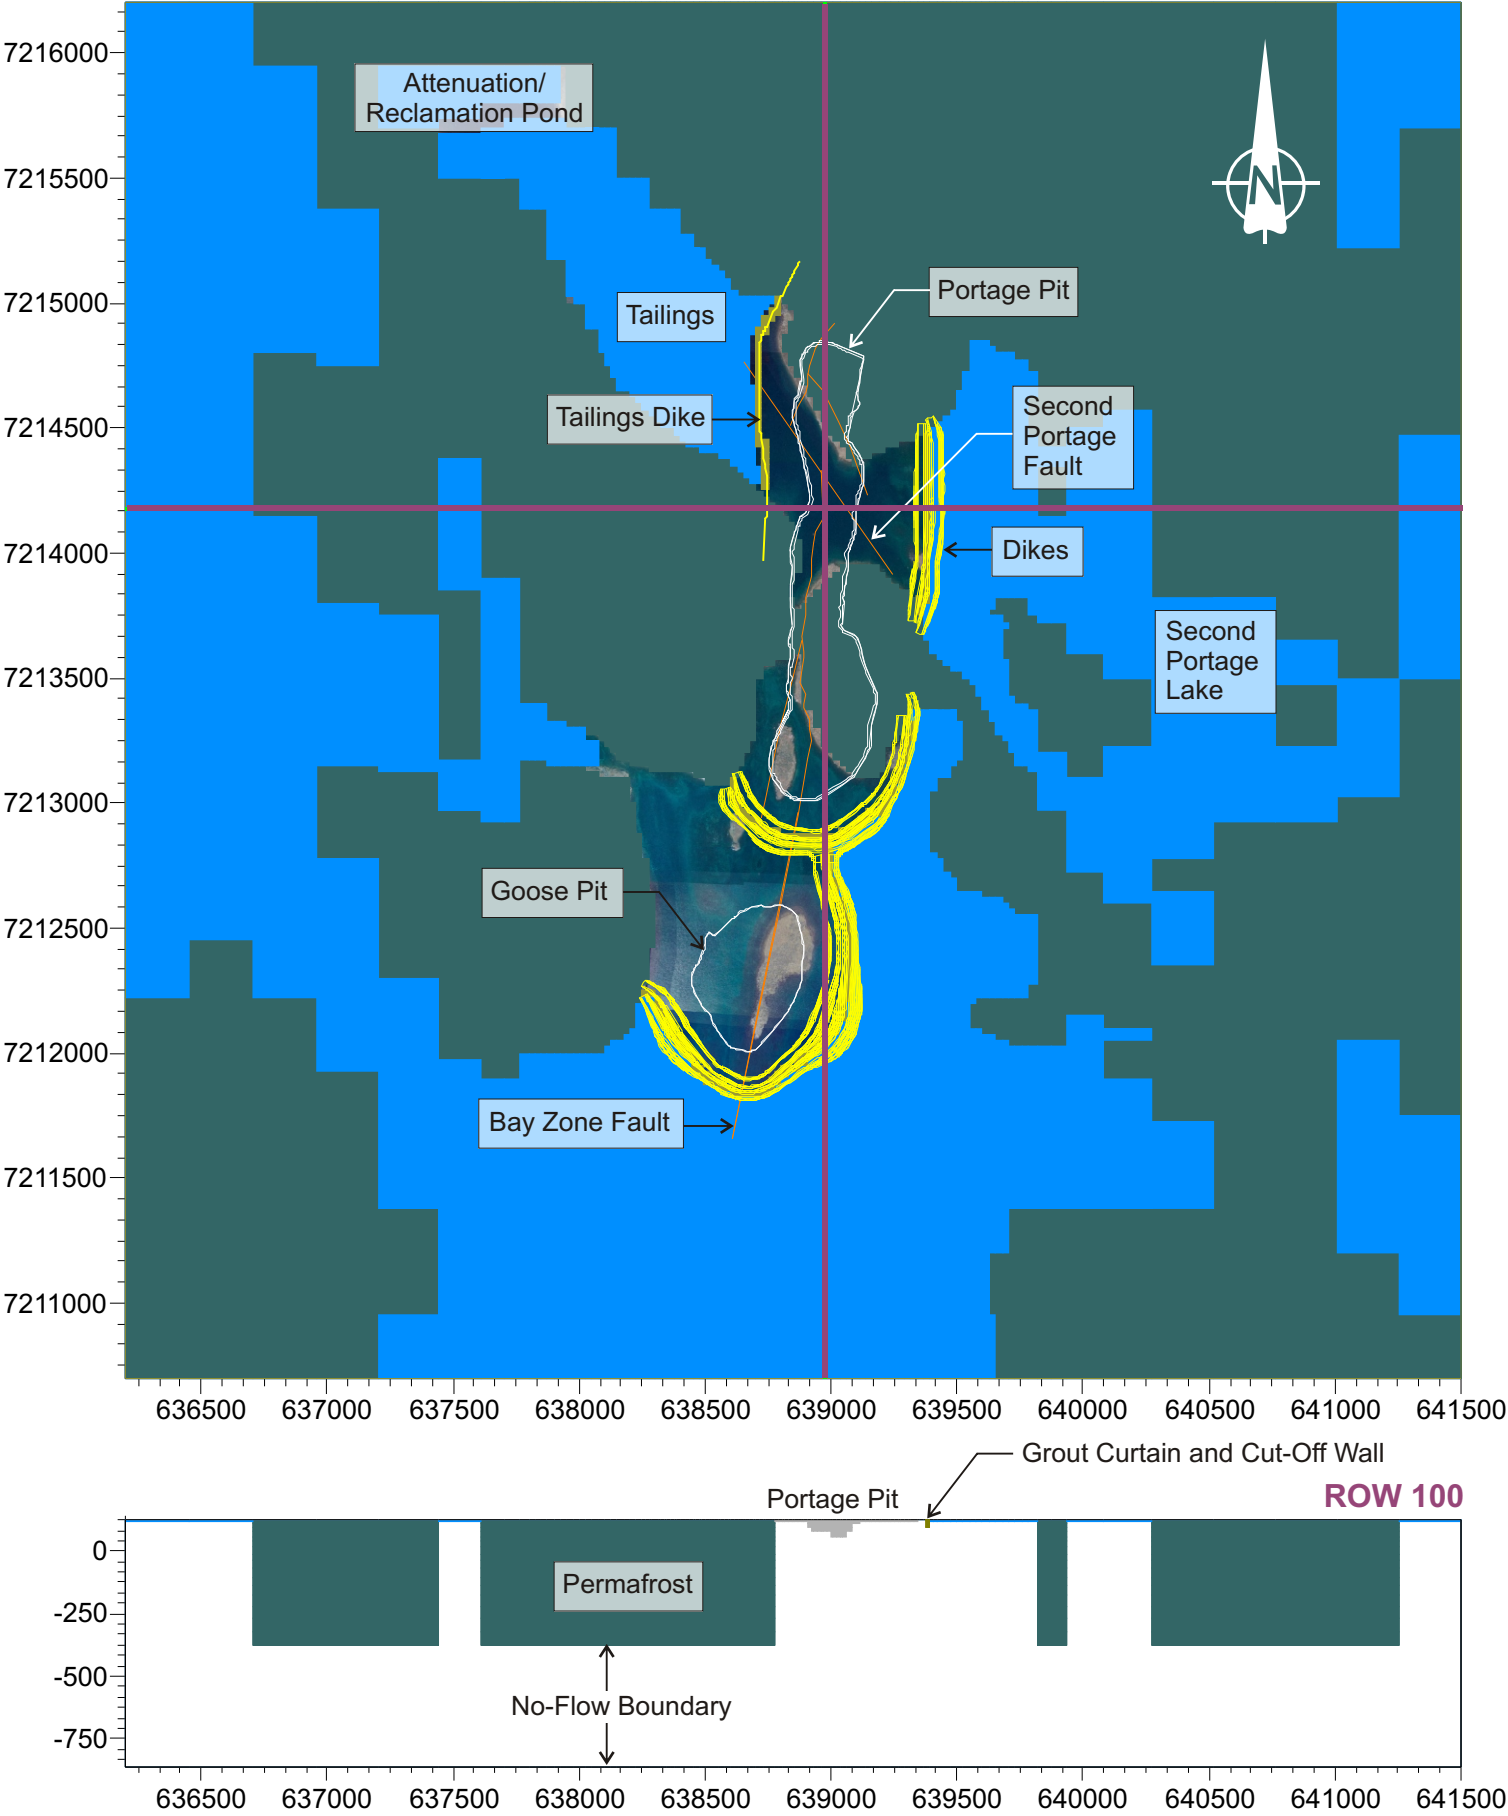 7216000
Attenuation/
Reclamation Pond
7215500
N
Portage Pit
7215000
Tailings
Second
Portage
Fault
Tailings Dike
7214500
7214000
Dikes
Second
Portage
Lake
7213500
7213000
Goose Pit
7212500
7212000
Bay Zone Fault
7211500
7211000
636500 637000 637500 638000 638500 639000 639500 640000 640500 641000 641500
Grout Curtain and Cut-Off Wall
Portage Pit
ROW 100
0
Permafrost
-250
-500
No-Flow Boundary
-750
636500 637000 637500 638000 638500 639000 639500 640000 640500 641000 641500